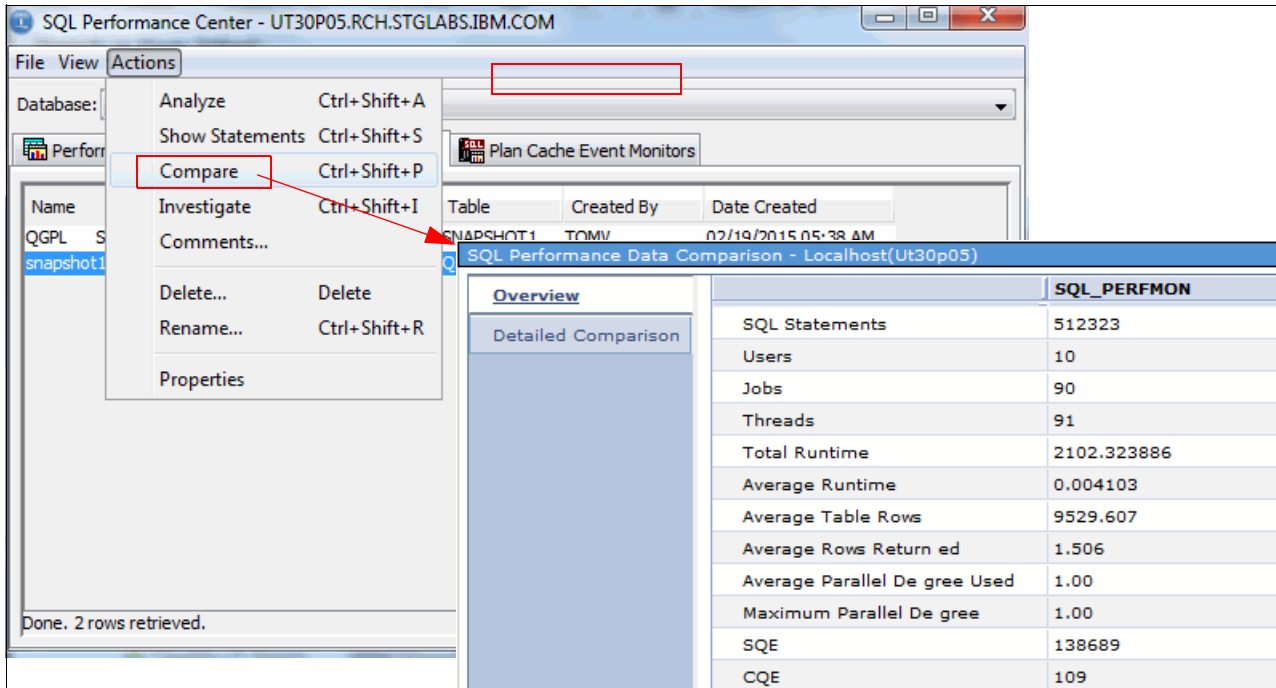 SQL Performance Center - UT30P05.RCH.STGLABS.IBM.COM
File View Actions
Database:
Analyze Ctrl+Shift+A
Show Statements Ctrl+Shift+S
Compare Ctrl+Shift+P
Investigate Ctrl+Shift+I
Comments...
Delete... Delete
Rename... Ctrl+Shift+R
Properties
Perforr
Plan Cache Event Monitors
Name Table Created By Date Created
QGPL S SNAPSHOT1 TOMV 02/19/2015 05:38 AM
snapshot1 Q
Done. 2 rows retrieved.
SQL Performance Data Comparison - Localhost(Ut30p05)
Overview
Detailed Comparison
SQL_PERFMON
SQL Statements 512323
Users 10
Jobs 90
Threads 91
Total Runtime 2102.323886
Average Runtime 0.004103
Average Table Rows 9529.607
Average Rows Return ed 1.506
Average Parallel De gree Used 1.00
Maximum Parallel De gree 1.00
SQE 138689
CQE 109